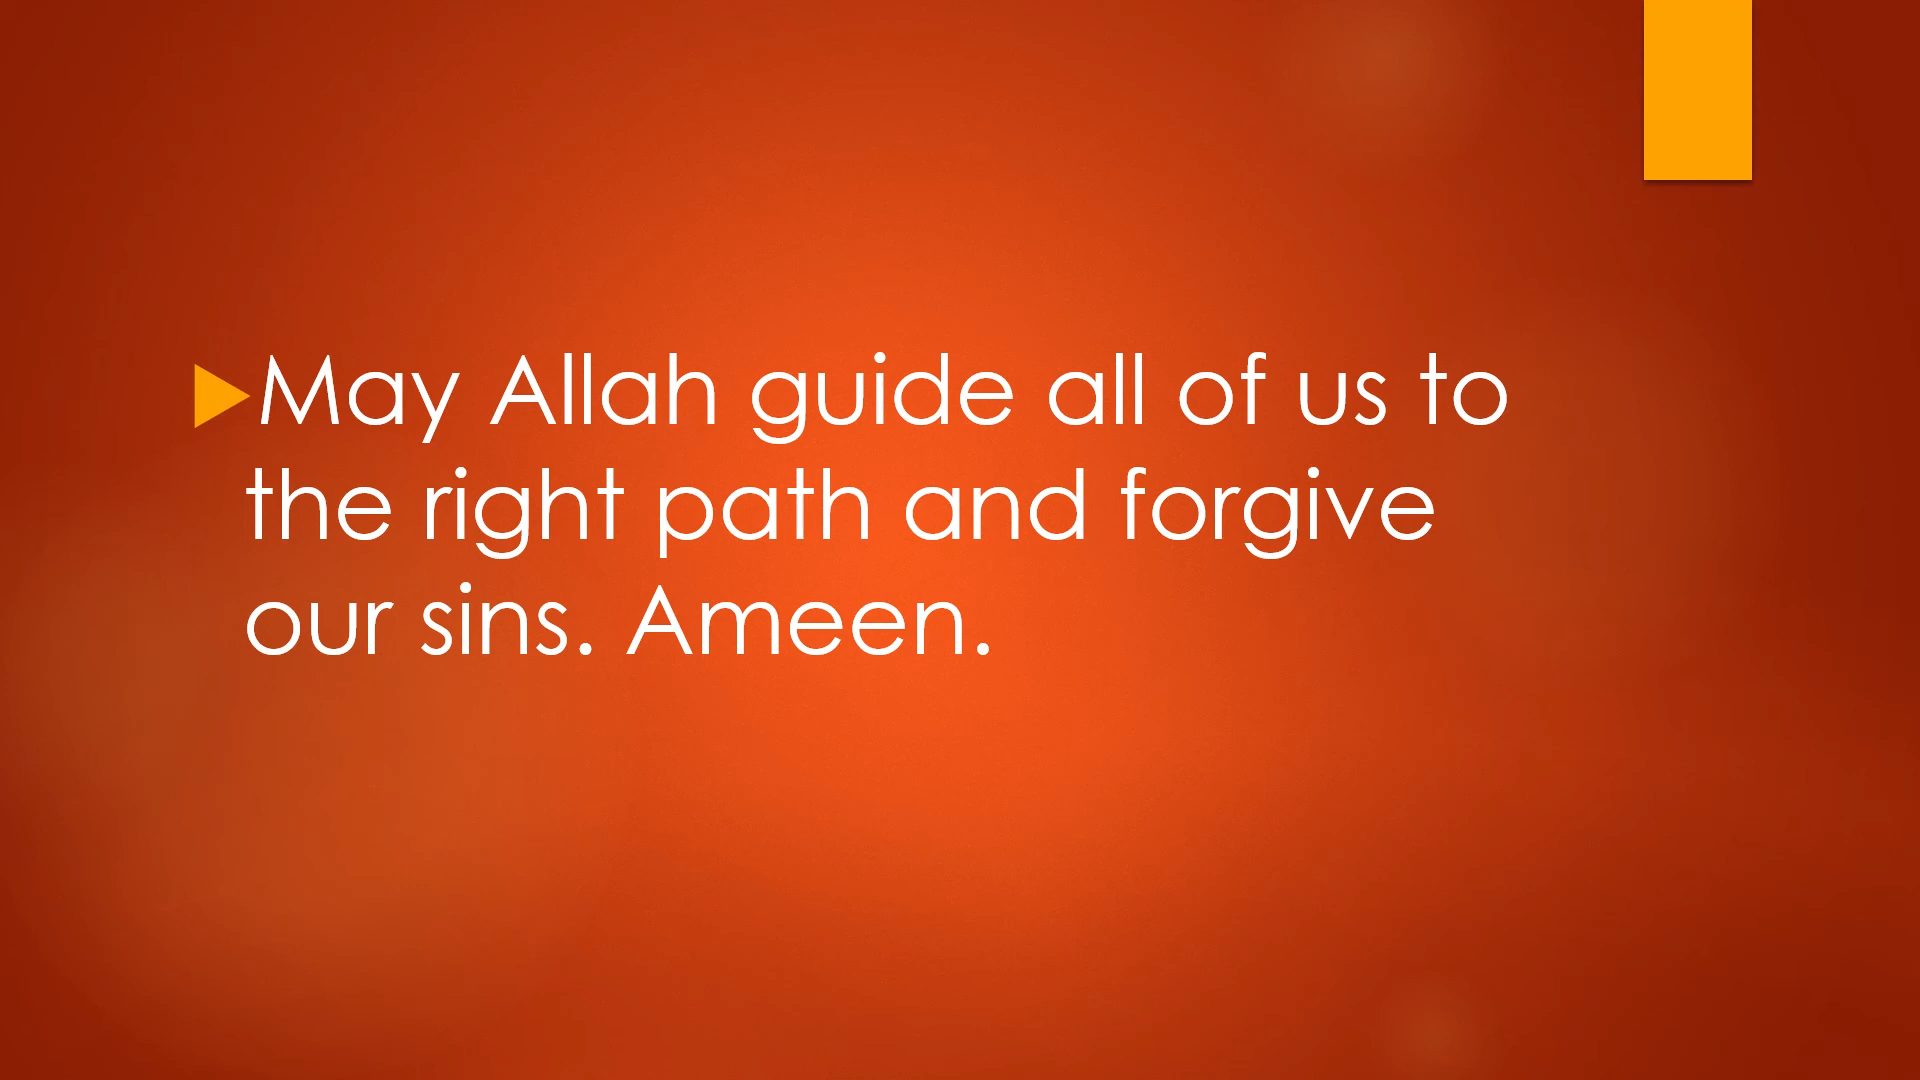 May Allah guide all of us to
the right path and forgive
our sins. Ameen.